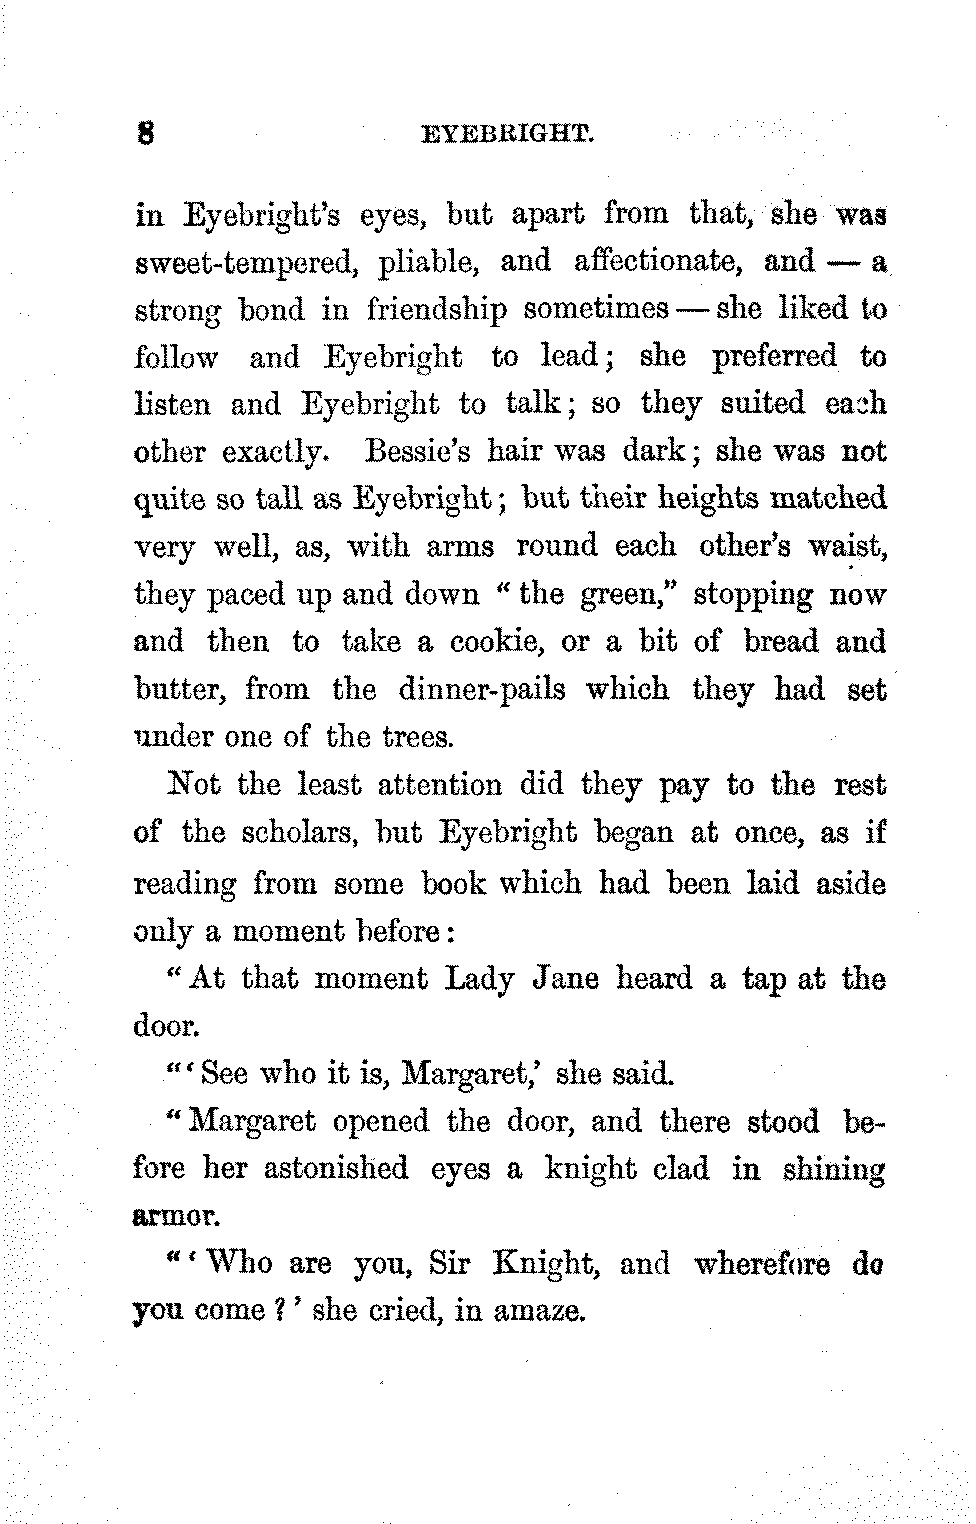 8 EYEBRIGHT.
in Eyebright's eyes, but apart from that, she was
sweet-tempered, pliable, and affectionate, and — a
strong bond in friendship sometimes — she liked to
follow and Eyebright to lead; she preferred to
listen and Eyebright to talk; so they suited each
other exactly. Bessie's hair was dark; she was not
quite so tall as Eyebright; but their heights matched
very well, as, with arms round each other's waist,
they paced up and down "the green," stopping now
and then to take a cookie, or a bit of bread and
butter, from the dinner-pails which they had set
under one of the trees.
Not the least attention did they pay to the rest
of the scholars, but Eyebright began at once, as if
reading from some book which had been laid aside
only a moment before:
"At that moment Lady Jane heard a tap at the
door.
"'See who it is, Margaret,' she said.
"Margaret opened the door, and there stood be-
fore her astonished eyes a knight clad in shining
armor.
"'Who are you, Sir Knight, and wherefore do
you come?' she cried, in amaze.